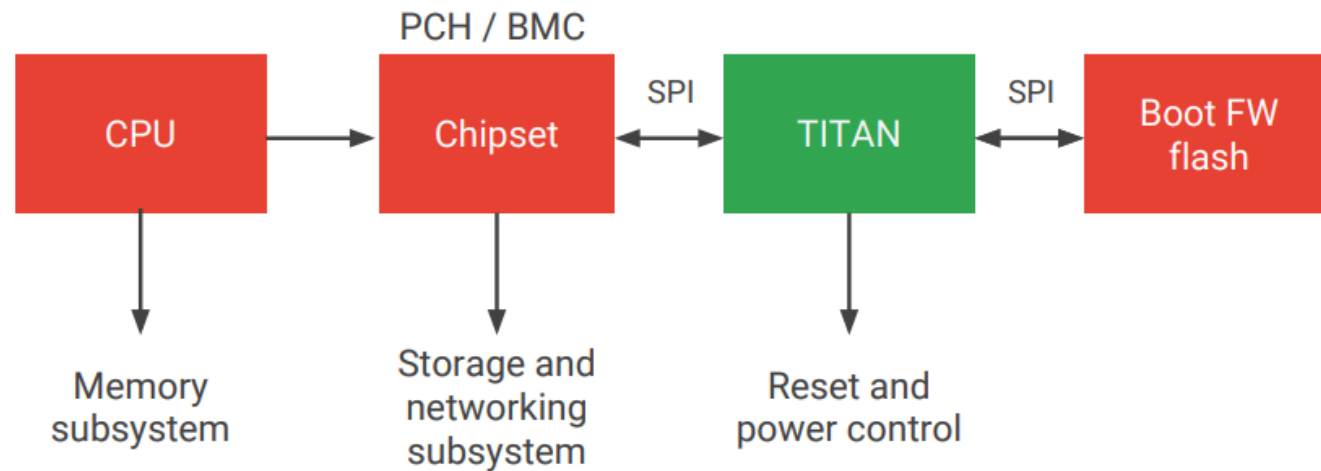 PCH / BMC
CPU
Chipset
SPI
TITAN
SPI
Boot FW
flash
Memory
subsystem
Storage and
networking
subsystem
Reset and
power control